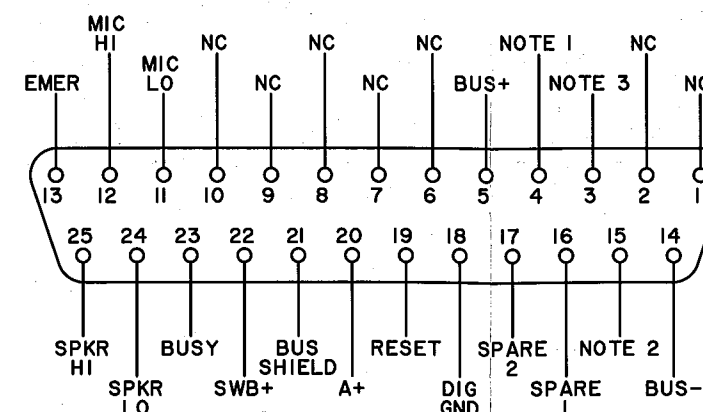 MIC
HI
NC
NC
NC
NOTE 1
NC
EMER
MIC
LO
NC
NC
BUS+
NOTE 3
13 12 11 10 9 8 7 6 5 4 3 2 1
25 24 23 22 21 20 19 18 17 16 15 14
SPKR
HI
BUSY
BUS
SHIELD
RESET
SPARE
2
NOTE 2
SPKR
LO
SWB+
A+
DIG
GND
SPARE
1
BUS-